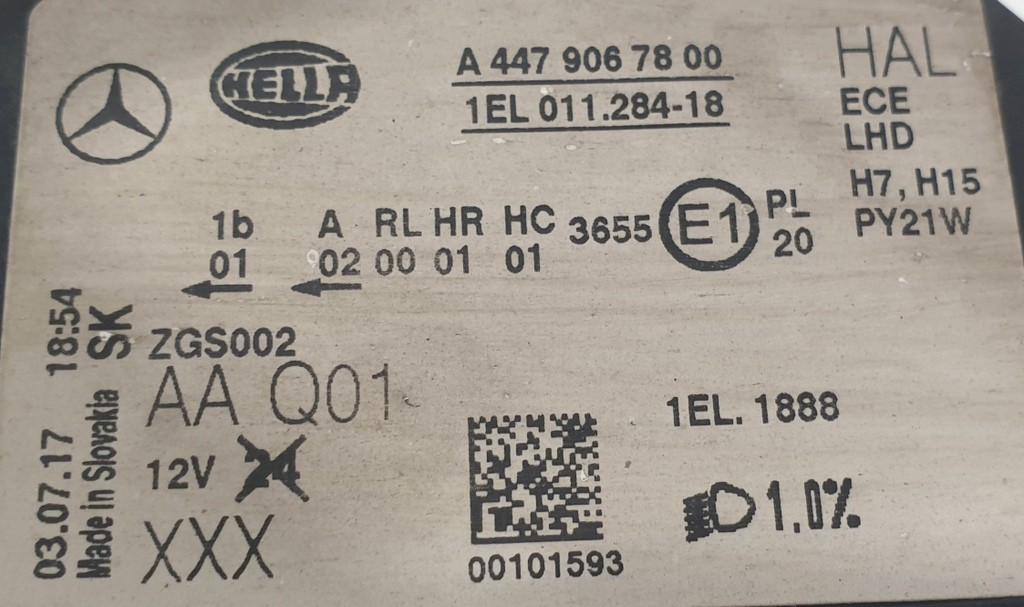 HELLA
A 447 906 78 00
1EL 011.284-18
HAL
ECE
LHD
H7, H15
PY21W
1b A RL HR HC 3655 E1 PL
01 02 00 01 01 20
03.07.17 18:54
Made in Slovakia SK
ZGS002
AA Q01
12V 24
XXX
1EL. 1888
00101593
1.0%